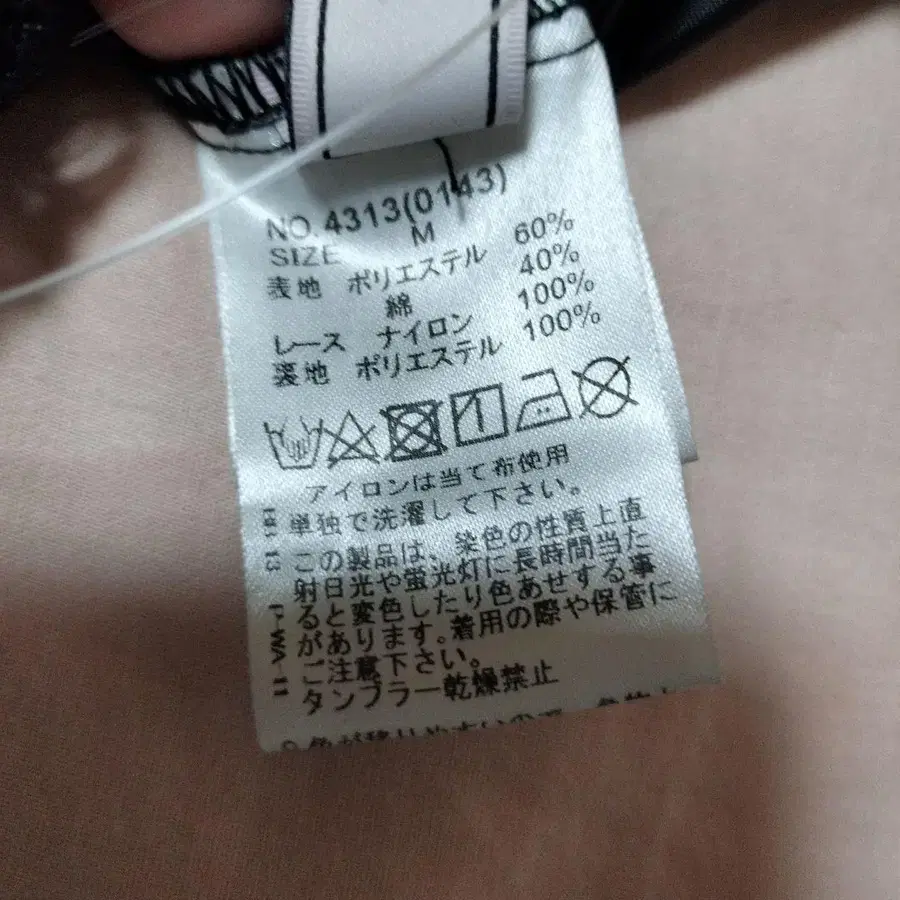 NO. 4313(0143)
SIZE M
表地 ポリエステル 60%
綿 40%
レース ナイロン 100%
裏地 ポリエステル 100%
アイロンは当て布使用
単独で洗濯して下さい。
この製品は、染色の性質上直
射日光や蛍光灯に長時間当た
ると変色したり色あせする事
があります。着用の際や保管に
ご注意下さい。
タンブラー乾燥禁止